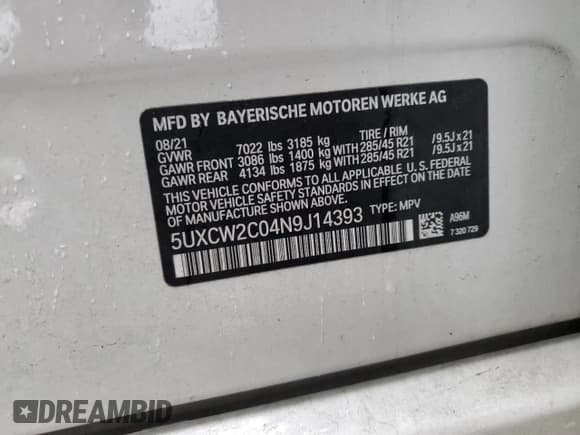 MFD BY BAYERISCHE MOTOREN WERKE AG
08/21 TIRE / RIM
GVWR 7022 lbs 3185 kg
GAWR FRONT 3086 lbs 1400 kg WITH 285/45 R21 /9.5J x 21
GAWR REAR 4134 lbs 1875 kg WITH 285/45 R21 /9.5J x 21
THIS VEHICLE CONFORMS TO ALL APPLICABLE U.S. FEDERAL
MOTOR VEHICLE SAFETY STANDARDS IN EFFECT ON THE DATE
OF MANUFACTURE SHOWN ABOVE.
5UXCW2C04N9J14393 TYPE: MPV
A96M
7 320 729
DREAMBID